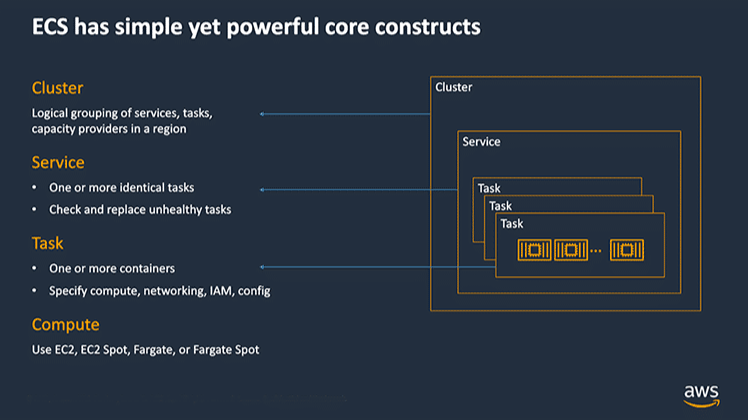 ECS has simple yet powerful core constructs
Cluster
Logical grouping of services, tasks,
capacity providers in a region
Service
• One or more identical tasks
• Check and replace unhealthy tasks
Task
• One or more containers
• Specify compute, networking, IAM, config
Compute
Use EC2, EC2 Spot, Fargate, or Fargate Spot
Cluster
Service
Task
Task
Task
...
aws